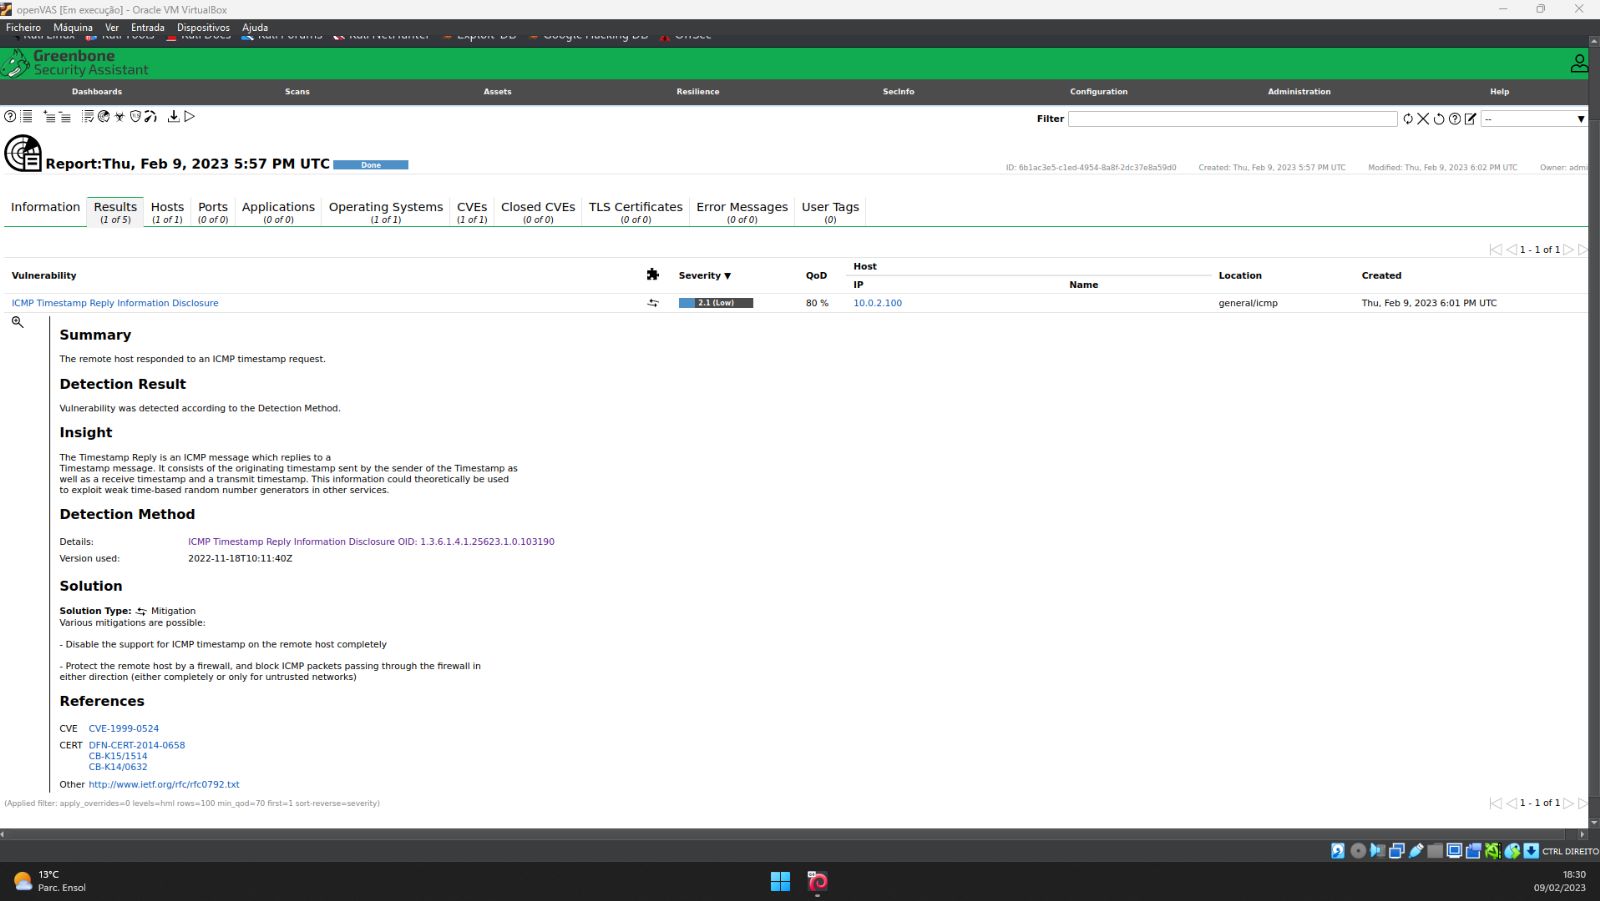 openVAS [Em execução] - Oracle VM VirtualBox
Ficheiro Máquina Ver Entrada Dispositivos Ajuda
Kali Linux Kali Tools Kali Docs Kali Forums Kali NetHunter Exploit-DB Google Hacking DB OffSec
Greenbone
Security Assistant
Dashboards Scans Assets Resilience SecInfo Configuration Administration Help
Filter --
Report:Thu, Feb 9, 2023 5:57 PM UTC Done
ID: 6b1ac3e5-c1ed-4954-8a8f-2dc37e8a59d0 Created: Thu, Feb 9, 2023 5:57 PM UTC Modified: Thu, Feb 9, 2023 6:02 PM UTC Owner: admi
Information Results Hosts Ports Applications Operating Systems CVEs Closed CVEs TLS Certificates Error Messages User Tags
(1 of 5) (1 of 1) (0 of 0) (0 of 0) (1 of 1) (1 of 1) (0 of 0) (0 of 0) (0 of 0) (0)
1 - 1 of 1
Vulnerability Severity ▼ QoD Host Location Created
IP Name
ICMP Timestamp Reply Information Disclosure 2.1 (Low) 80 % 10.0.2.100 general/icmp Thu, Feb 9, 2023 6:01 PM UTC
Summary
The remote host responded to an ICMP timestamp request.
Detection Result
Vulnerability was detected according to the Detection Method.
Insight
The Timestamp Reply is an ICMP message which replies to a
Timestamp message. It consists of the originating timestamp sent by the sender of the Timestamp as
well as a receive timestamp and a transmit timestamp. This information could theoretically be used
to exploit weak time-based random number generators in other services.
Detection Method
Details: ICMP Timestamp Reply Information Disclosure OID: 1.3.6.1.4.1.25623.1.0.103190
Version used: 2022-11-18T10:11:40Z
Solution
Solution Type: Mitigation
Various mitigations are possible:
- Disable the support for ICMP timestamp on the remote host completely
- Protect the remote host by a firewall, and block ICMP packets passing through the firewall in
either direction (either completely or only for untrusted networks)
References
CVE CVE-1999-0524
CERT DFN-CERT-2014-0658
CB-K15/1514
CB-K14/0632
Other http://www.ietf.org/rfc/rfc0792.txt
(Applied filter: apply_overrides=0 levels=hml rows=100 min_qod=70 first=1 sort-reverse=severity)
1 - 1 of 1
CTRL DIREITO
13°C
Parc. Ensol
18:30
09/02/2023